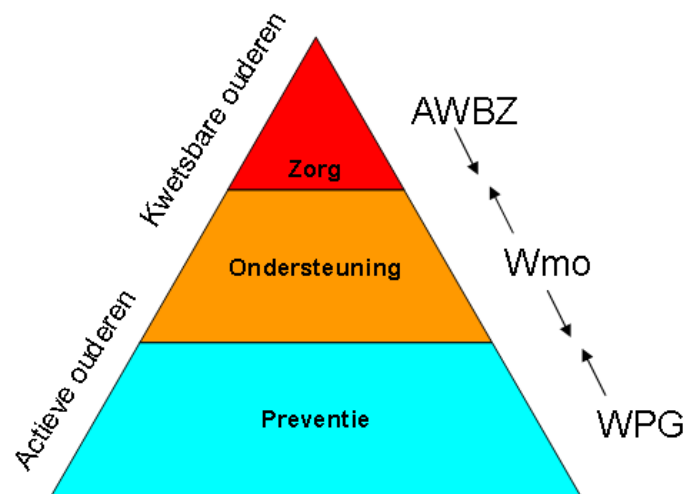 Kwetsbare ouderen
AWBZ
Zorg
Ondersteuning
Wmo
Actieve ouderen
Preventie
WPG